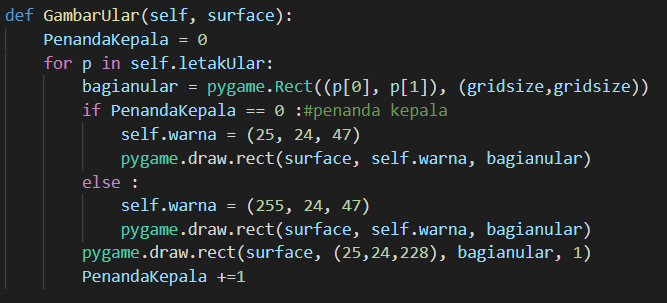 def GambarUlar(self, surface):
    PenandaKepala = 0
    for p in self.letakUlar:
        bagianular = pygame.Rect((p[0], p[1]), (gridsize,gridsize))
        if PenandaKepala == 0 :#penanda kepala
            self.warna = (25, 24, 47)
            pygame.draw.rect(surface, self.warna, bagianular)
        else :
            self.warna = (255, 24, 47)
            pygame.draw.rect(surface, self.warna, bagianular)
        pygame.draw.rect(surface, (25,24,228), bagianular, 1)
        PenandaKepala +=1